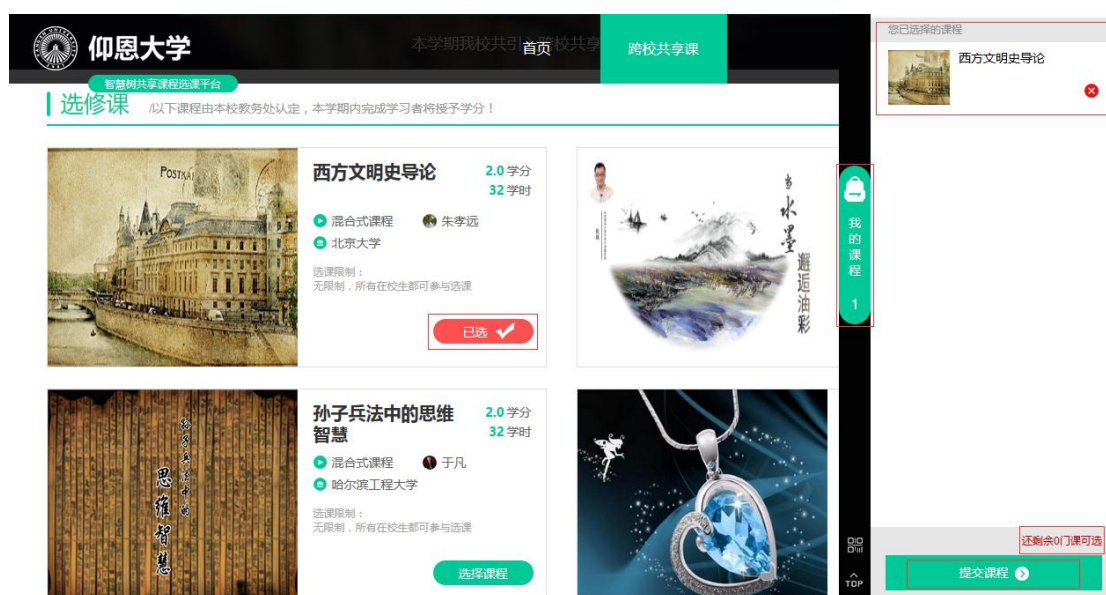 仰恩大学
智慧树共享课程选课平台
首页
跨校共享课
选修课
/以下课程由本校教务处认定，本学期内完成学习者将授予学分！
POSTKA
西方文明史导论
2.0 学分
32 学时
混合式课程
朱孝远
北京大学
选课限制：
无限制，所有在校生都可参与选课
已选
当水墨
邂逅油彩
孙子兵法中的
思维智慧
孙子兵法中的思维
智慧
2.0 学分
32 学时
混合式课程
于凡
哈尔滨工程大学
选课限制：
无限制，所有在校生都可参与选课
选择课程
我的课程
1
TOP
您已选择的课程
西方文明史导论
还剩余0门课可选
提交课程